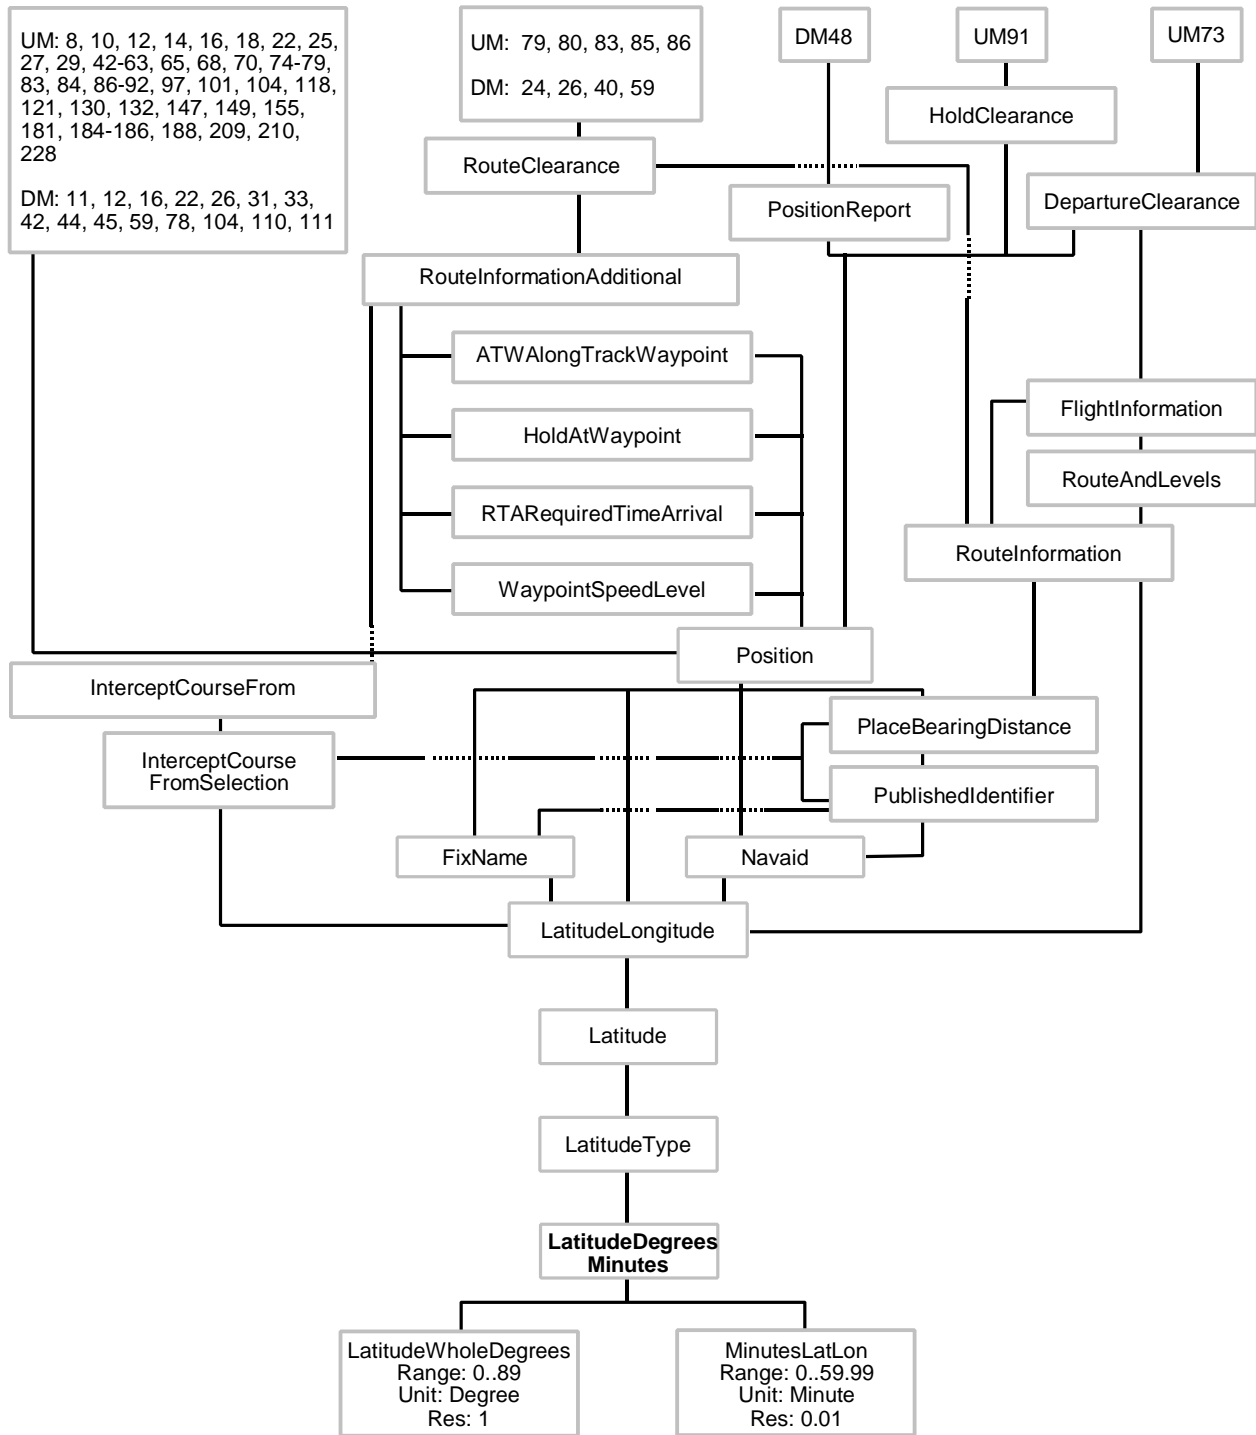 UM: 8, 10, 12, 14, 16, 18, 22, 25,
27, 29, 42-63, 65, 68, 70, 74-79,
83, 84, 86-92, 97, 101, 104, 118,
121, 130, 132, 147, 149, 155,
181, 184-186, 188, 209, 210,
228
DM: 11, 12, 16, 22, 26, 31, 33,
42, 44, 45, 59, 78, 104, 110, 111
UM: 79, 80, 83, 85, 86
DM: 24, 26, 40, 59
DM48
UM91
UM73
HoldClearance
RouteClearance
PositionReport
DepartureClearance
RouteInformationAdditional
ATWAlongTrackWaypoint
FlightInformation
HoldAtWaypoint
RouteAndLevels
RTARequiredTimeArrival
RouteInformation
WaypointSpeedLevel
Position
InterceptCourseFrom
PlaceBearingDistance
InterceptCourse
FromSelection
PublishedIdentifier
FixName
Navaid
LatitudeLongitude
Latitude
LatitudeType
LatitudeDegrees
Minutes
LatitudeWholeDegrees
Range: 0..89
Unit: Degree
Res: 1
MinutesLatLon
Range: 0..59.99
Unit: Minute
Res: 0.01